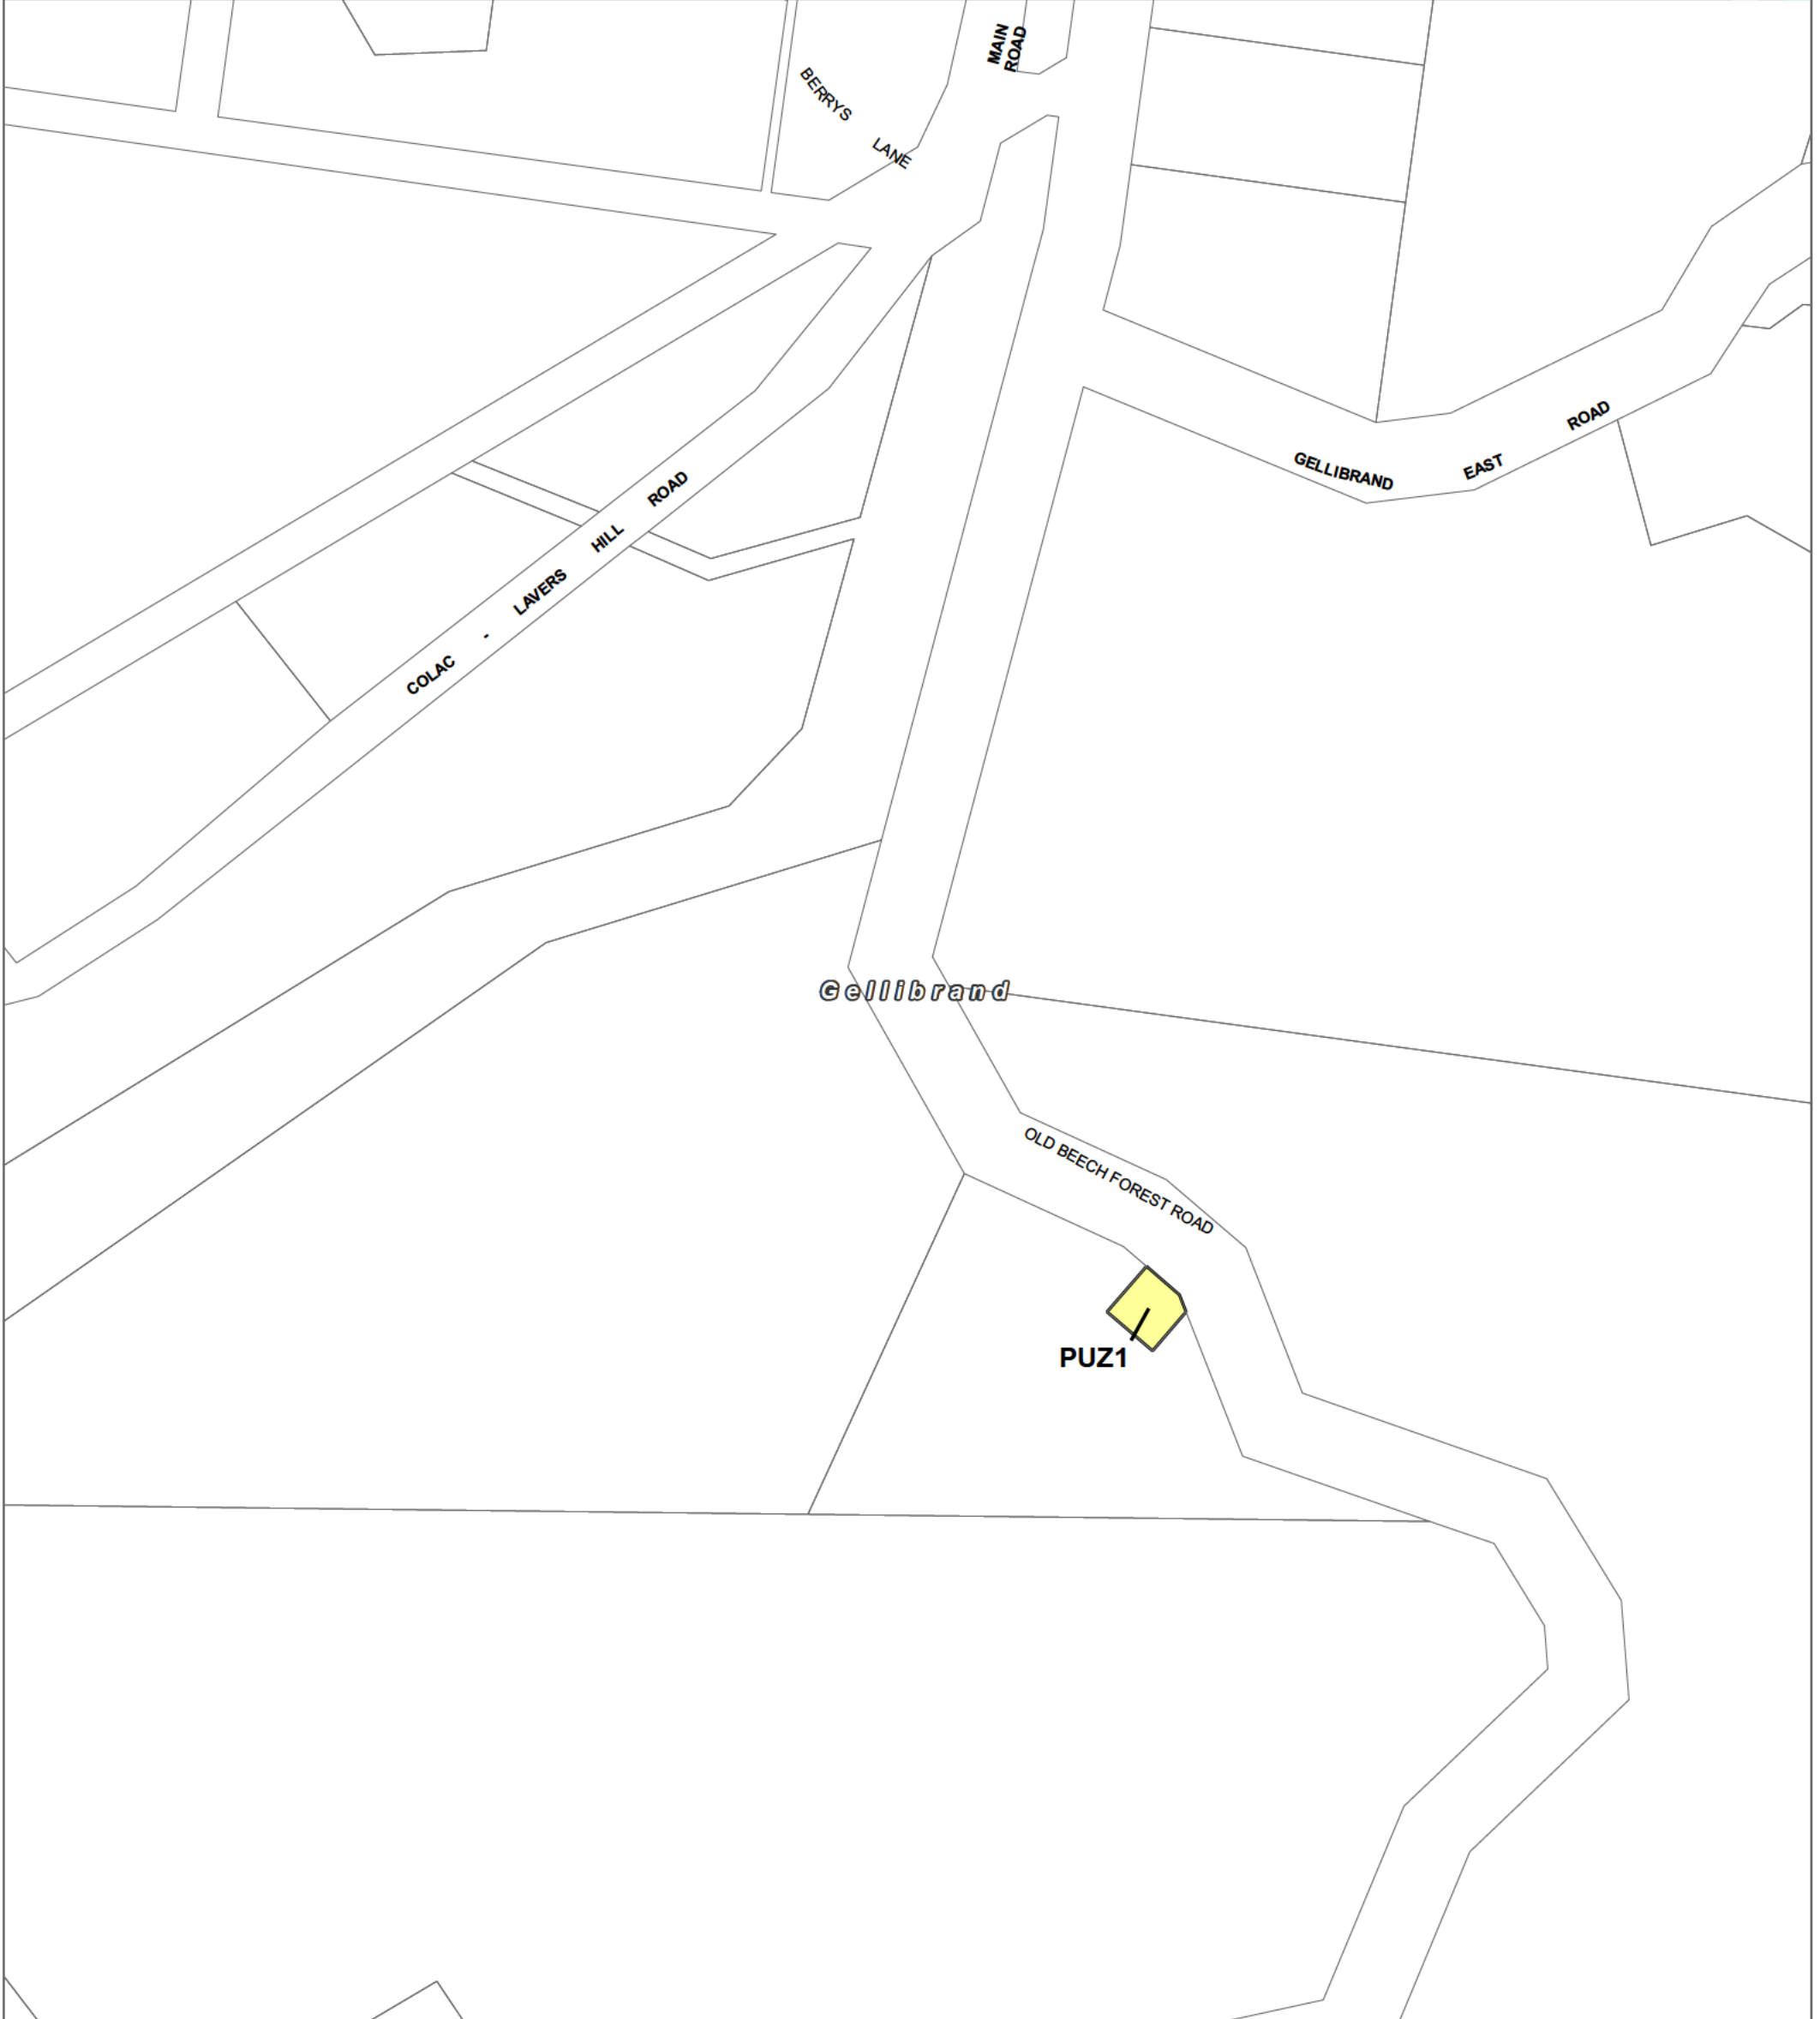 MAIN
ROAD
BERRYS
LANE
GELLIBRAND EAST ROAD
COLAC - LAVERS HILL ROAD
Gellibrand
OLD BEECH FOREST ROAD
PUZ1